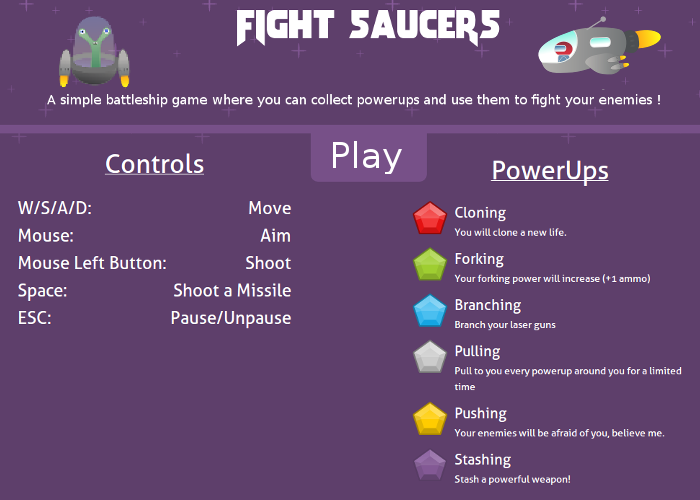 FIGHT SAUCERS
A simple battleship game where you can collect powerups and use them to fight your enemies !
Play
Controls
W/S/A/D: Move
Mouse: Aim
Mouse Left Button: Shoot
Space: Shoot a Missile
ESC: Pause/Unpause
PowerUps
Cloning
You will clone a new life.
Forking
Your forking power will increase (+1 ammo)
Branching
Branch your laser guns
Pulling
Pull to you every powerup around you for a limited
time
Pushing
Your enemies will be afraid of you, believe me.
Stashing
Stash a powerful weapon!